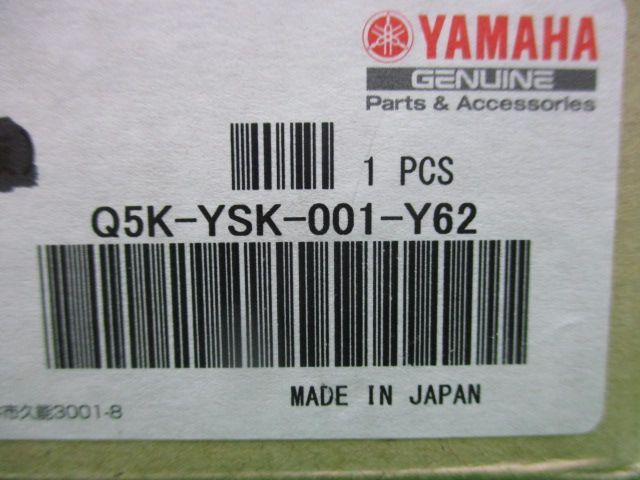 YAMAHA
GENUINE
Parts & Accessories
1 PCS
Q5K-YSK-001-Y62
MADE IN JAPAN
市久能3001-8